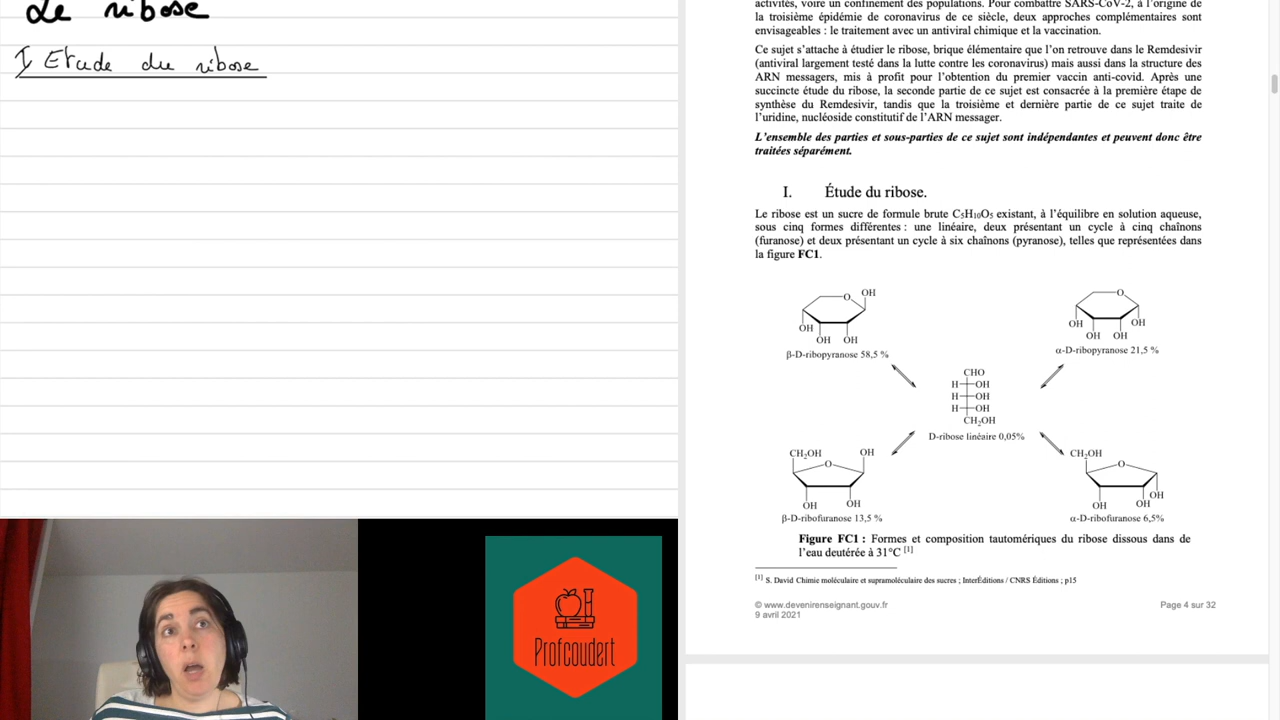 Le ribose
I Etude du ribose
activités, voire un confinement des populations. Pour combattre SARS-CoV-2, à l'origine de
la troisième épidémie de coronavirus de ce siècle, deux approches complémentaires sont
envisageables : le traitement avec un antiviral chimique et la vaccination.
Ce sujet s'attache à étudier le ribose, brique élémentaire que l'on retrouve dans le Remdesivir
(antiviral largement testé dans la lutte contre les coronavirus) mais aussi dans la structure des
ARN messagers, mis à profit pour l'obtention du premier vaccin anti-covid. Après une
succincte étude du ribose, la seconde partie de ce sujet est consacrée à la première étape de
synthèse du Remdesivir, tandis que la troisième et dernière partie de ce sujet traite de
l'uridine, nucléoside constitutif de l'ARN messager.
L'ensemble des parties et sous-parties de ce sujet sont indépendantes et peuvent donc être
traitées séparément.
I. Étude du ribose.
Le ribose est un sucre de formule brute C5H10O5 existant, à l'équilibre en solution aqueuse,
sous cinq formes différentes : une linéaire, deux présentant un cycle à cinq chaînons
(furanose) et deux présentant un cycle à six chaînons (pyranose), telles que représentées dans
la figure FC1.
O OH
OH
OH OH
β-D-ribopyranose 58,5 %
O
OH OH
OH OH
α-D-ribopyranose 21,5 %
CHO
H OH
H OH
H OH
CH2OH
D-ribose linéaire 0,05%
CH2OH OH
O
OH OH
β-D-ribofuranose 13,5 %
CH2OH
O
OH
OH OH
α-D-ribofuranose 6,5%
Figure FC1 : Formes et composition tautomériques du ribose dissous dans de
l'eau deutérée à 31°C [1]
[1] S. David Chimie moléculaire et supramoléculaire des sucres ; InterÉditions / CNRS Éditions ; p15
© www.devenirenseignant.gouv.fr Page 4 sur 32
9 avril 2021
Profcoudert